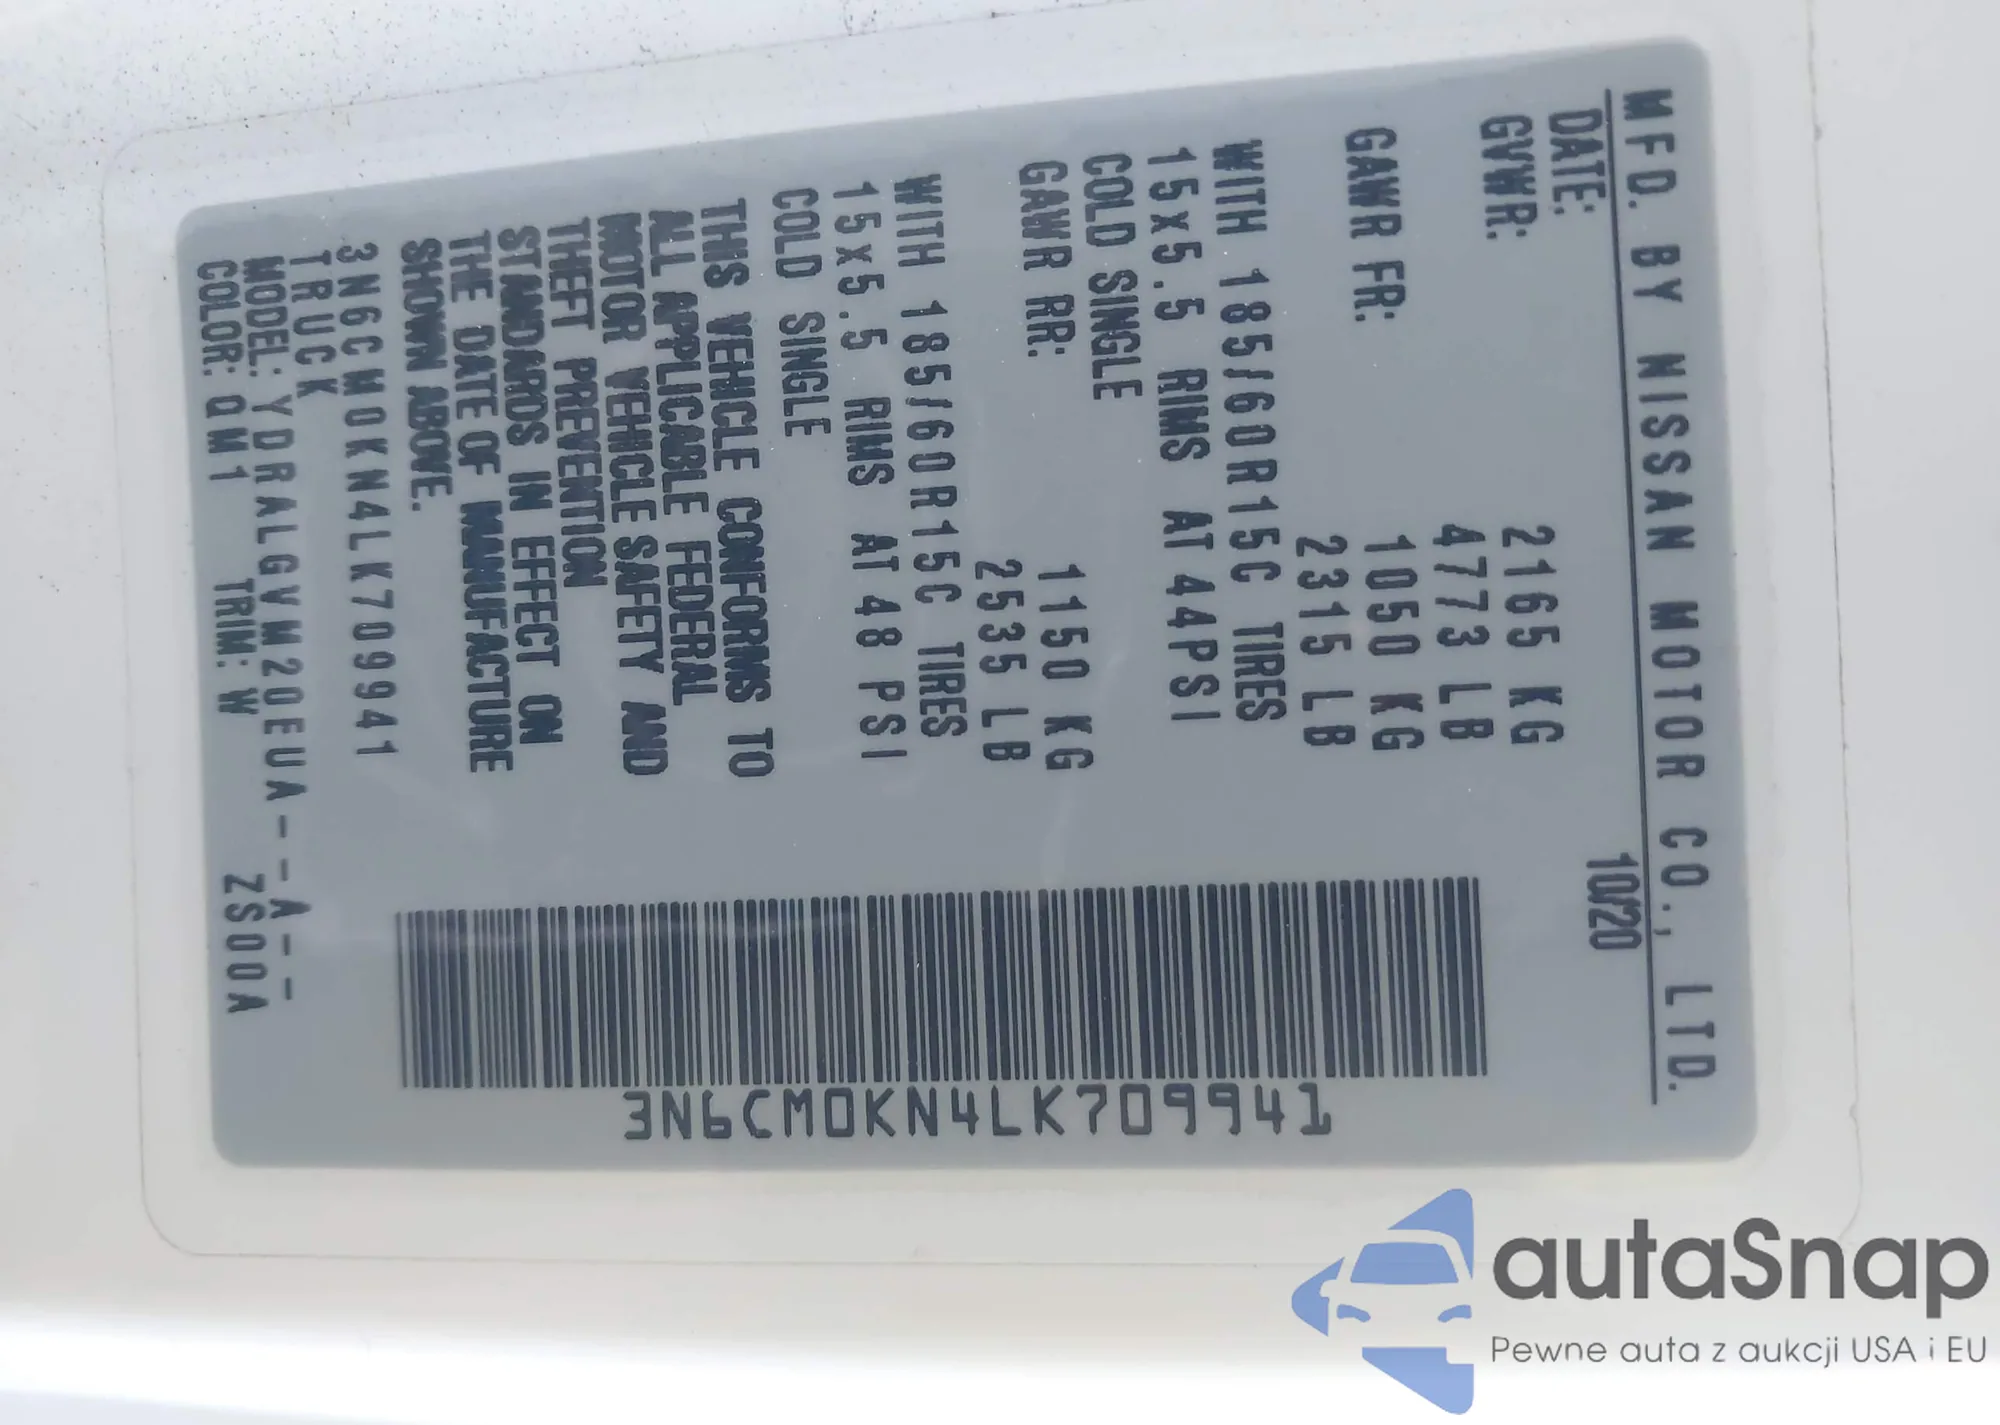 MFD. BY NISSAN MOTOR CO., LTD.
DATE: 10/20
GVWR: 2165 KG
4773 LB
GAWR FR: 1050 KG
2315 LB
WITH 185/60R15C TIRES
15x5.5 RIMS AT 44PSI
COLD SINGLE
GAWR RR: 1150 KG
2535 LB
WITH 185/60R15C TIRES
15x5.5 RIMS AT 48 PSI
COLD SINGLE
THIS VEHICLE CONFORMS TO
ALL APPLICABLE FEDERAL
MOTOR VEHICLE SAFETY AND
THEFT PREVENTION
STANDARDS IN EFFECT ON
THE DATE OF MANUFACTURE
SHOWN ABOVE.
3N6CM0KN4LK709941
TRUCK
MODEL: YDRALGVM20EUA---A---
COLOR: QM1 TRIM: W ZS00A
3N6CM0KN4LK709941
autaSnap
Pewne auta z aukcji USA i EU